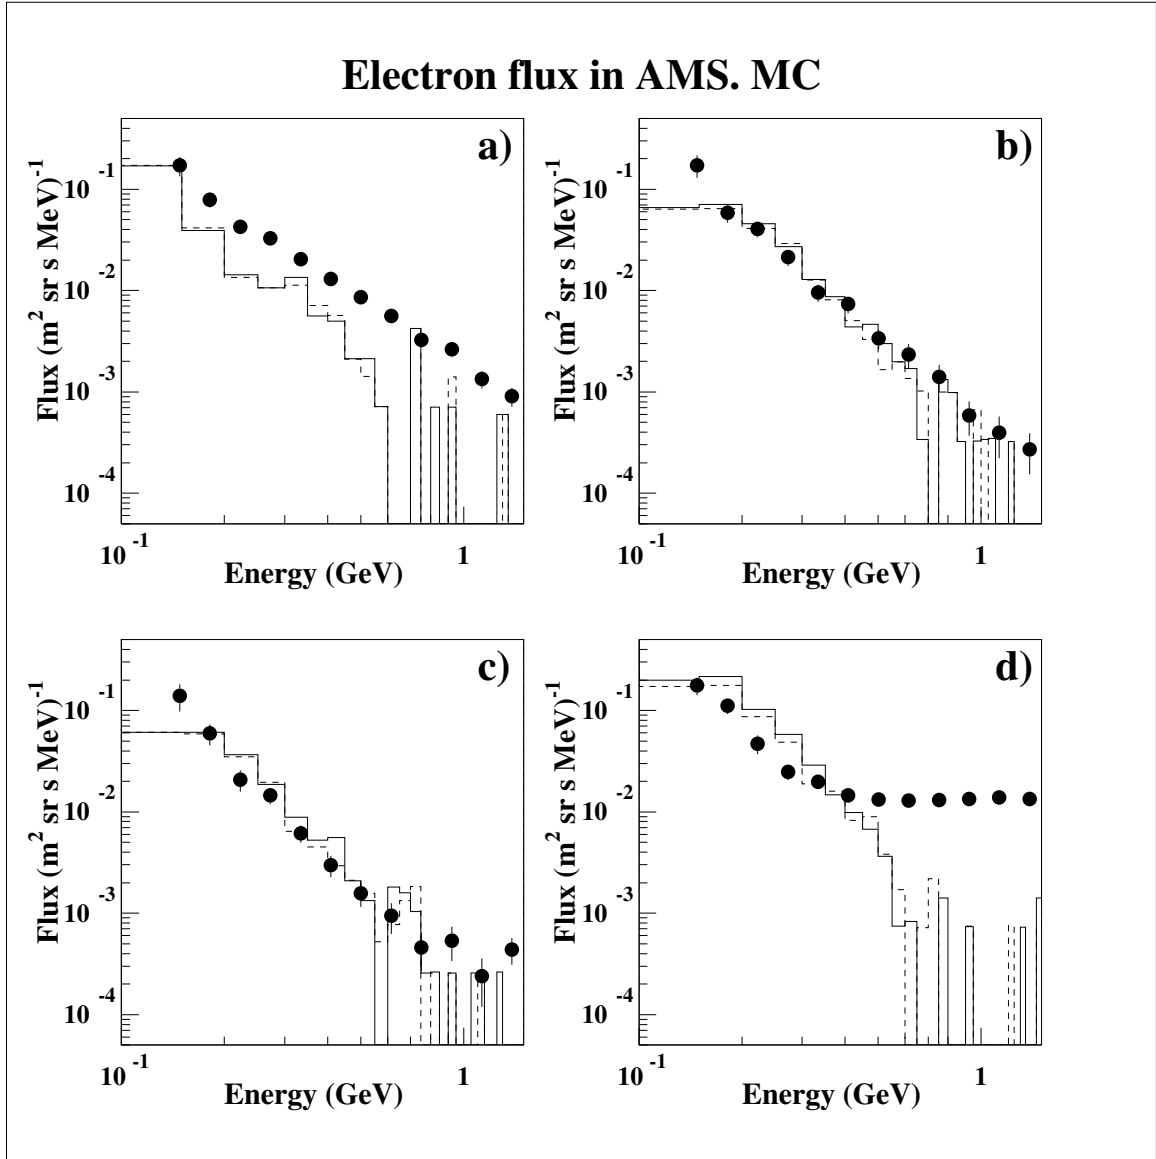 Electron flux in AMS. MC
a)
Flux (m² sr s MeV)⁻¹
10⁻¹
10⁻²
10⁻³
10⁻⁴
10⁻¹ 1
Energy (GeV)
b)
Flux (m² sr s MeV)⁻¹
10⁻¹
10⁻²
10⁻³
10⁻⁴
10⁻¹ 1
Energy (GeV)
c)
Flux (m² sr s MeV)⁻¹
10⁻¹
10⁻²
10⁻³
10⁻⁴
10⁻¹ 1
Energy (GeV)
d)
Flux (m² sr s MeV)⁻¹
10⁻¹
10⁻²
10⁻³
10⁻⁴
10⁻¹ 1
Energy (GeV)